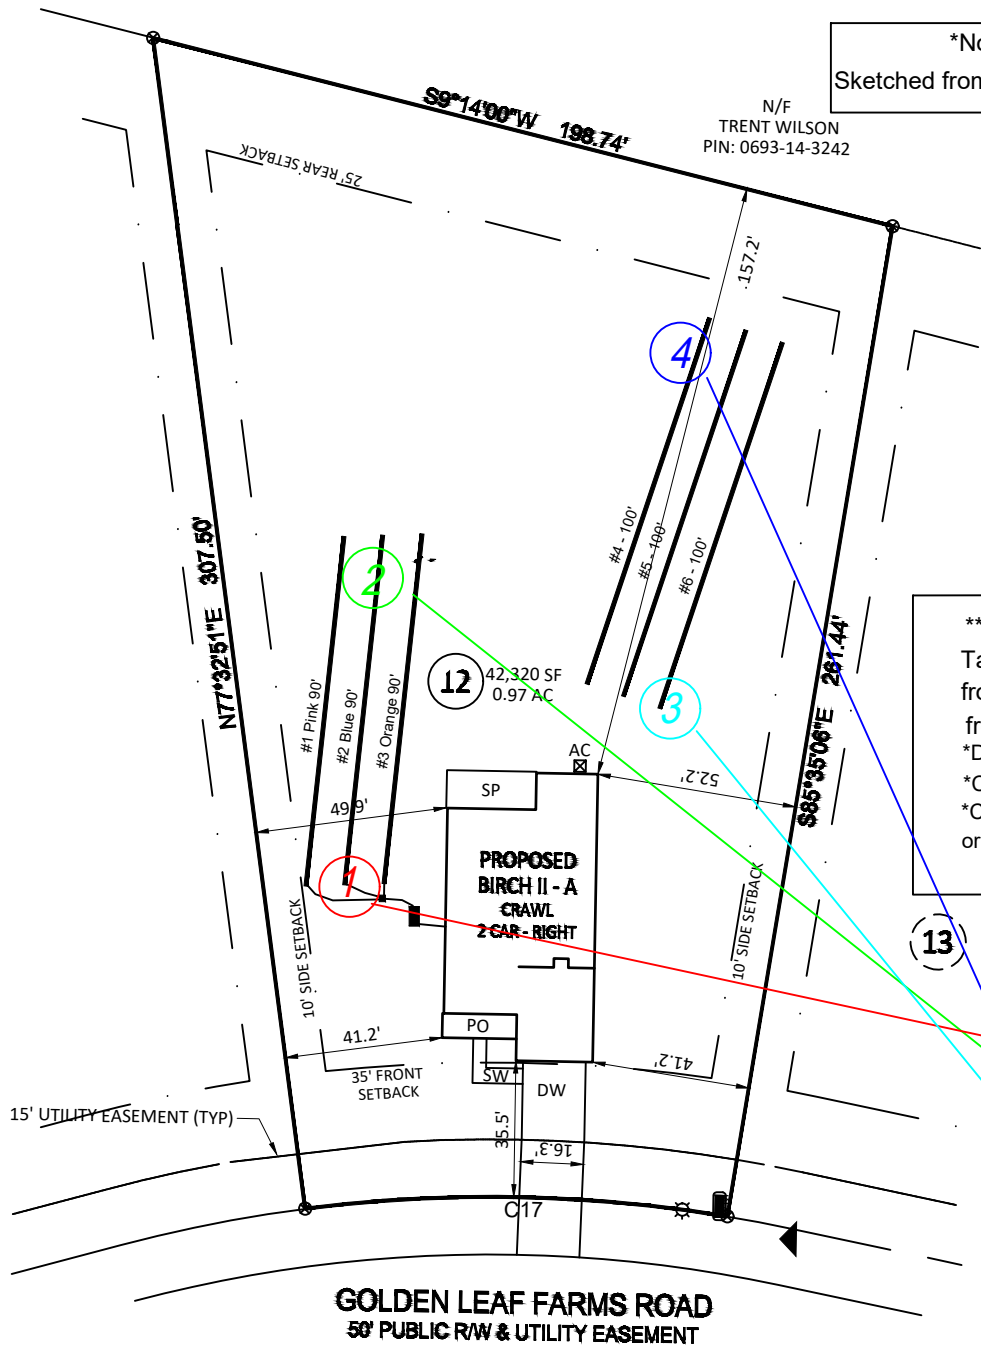 *No
Sketched from
S9°14'00"W 198.74'
N/F
TRENT WILSON
PIN: 0693-14-3242
25' REAR SETBACK
157.2'
4
#4 - 100'
#5 - 100'
#6 - 100'
N77°32'51"E 307.50'
S85°35'06"E 261.44'
2
#1 Pink 90'
#2 Blue 90'
#3 Orange 90'
12
42,320 SF
0.97 AC
3
**
Ta
fro
fr
*D
*C
*C
or
AC
SP
52.2'
49.9'
1
PROPOSED
BIRCH II - A
CRAWL
2 CAR - RIGHT
10' SIDE SETBACK
10' SIDE SETBACK
13
PO
41.2'
41.2'
35' FRONT
SETBACK
SW
DW
15' UTILITY EASEMENT (TYP)
35.5'
16.3'
C17
GOLDEN LEAF FARMS ROAD
50' PUBLIC R/W & UTILITY EASEMENT